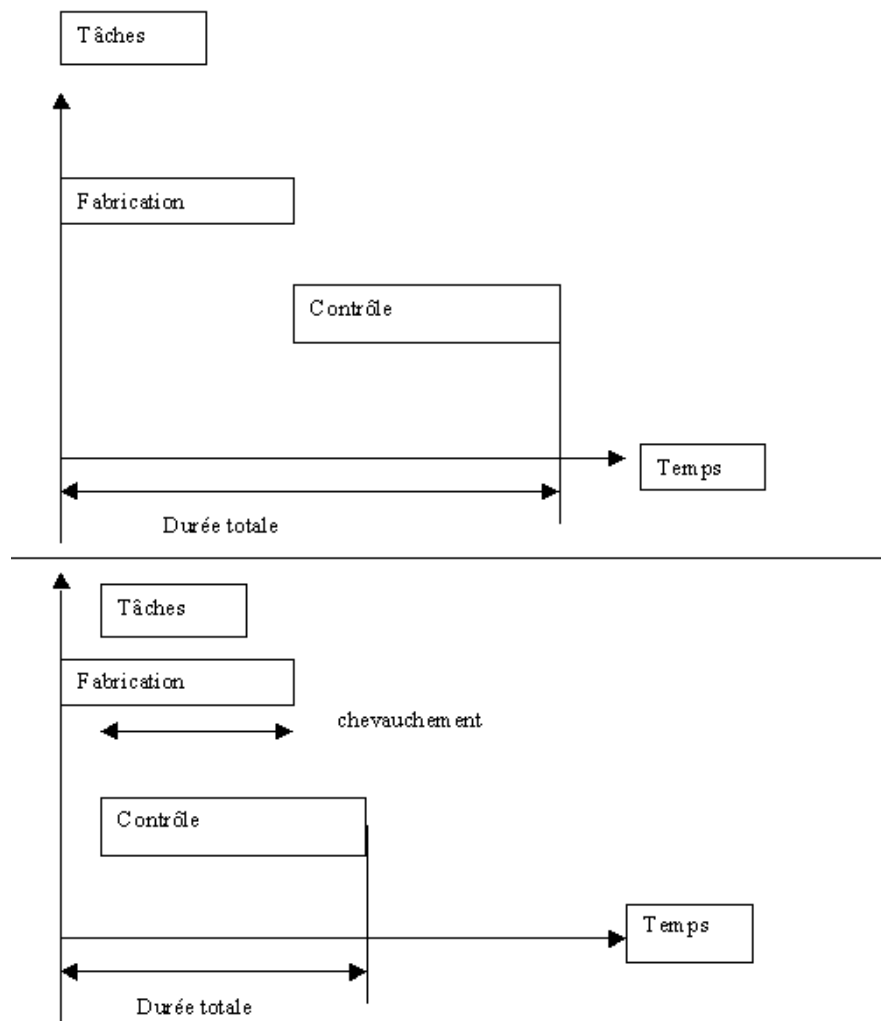 Tâches
Fabrication
Contrôle
Temps
Durée totale
Tâches
Fabrication
chevauchement
Contrôle
Temps
Durée totale